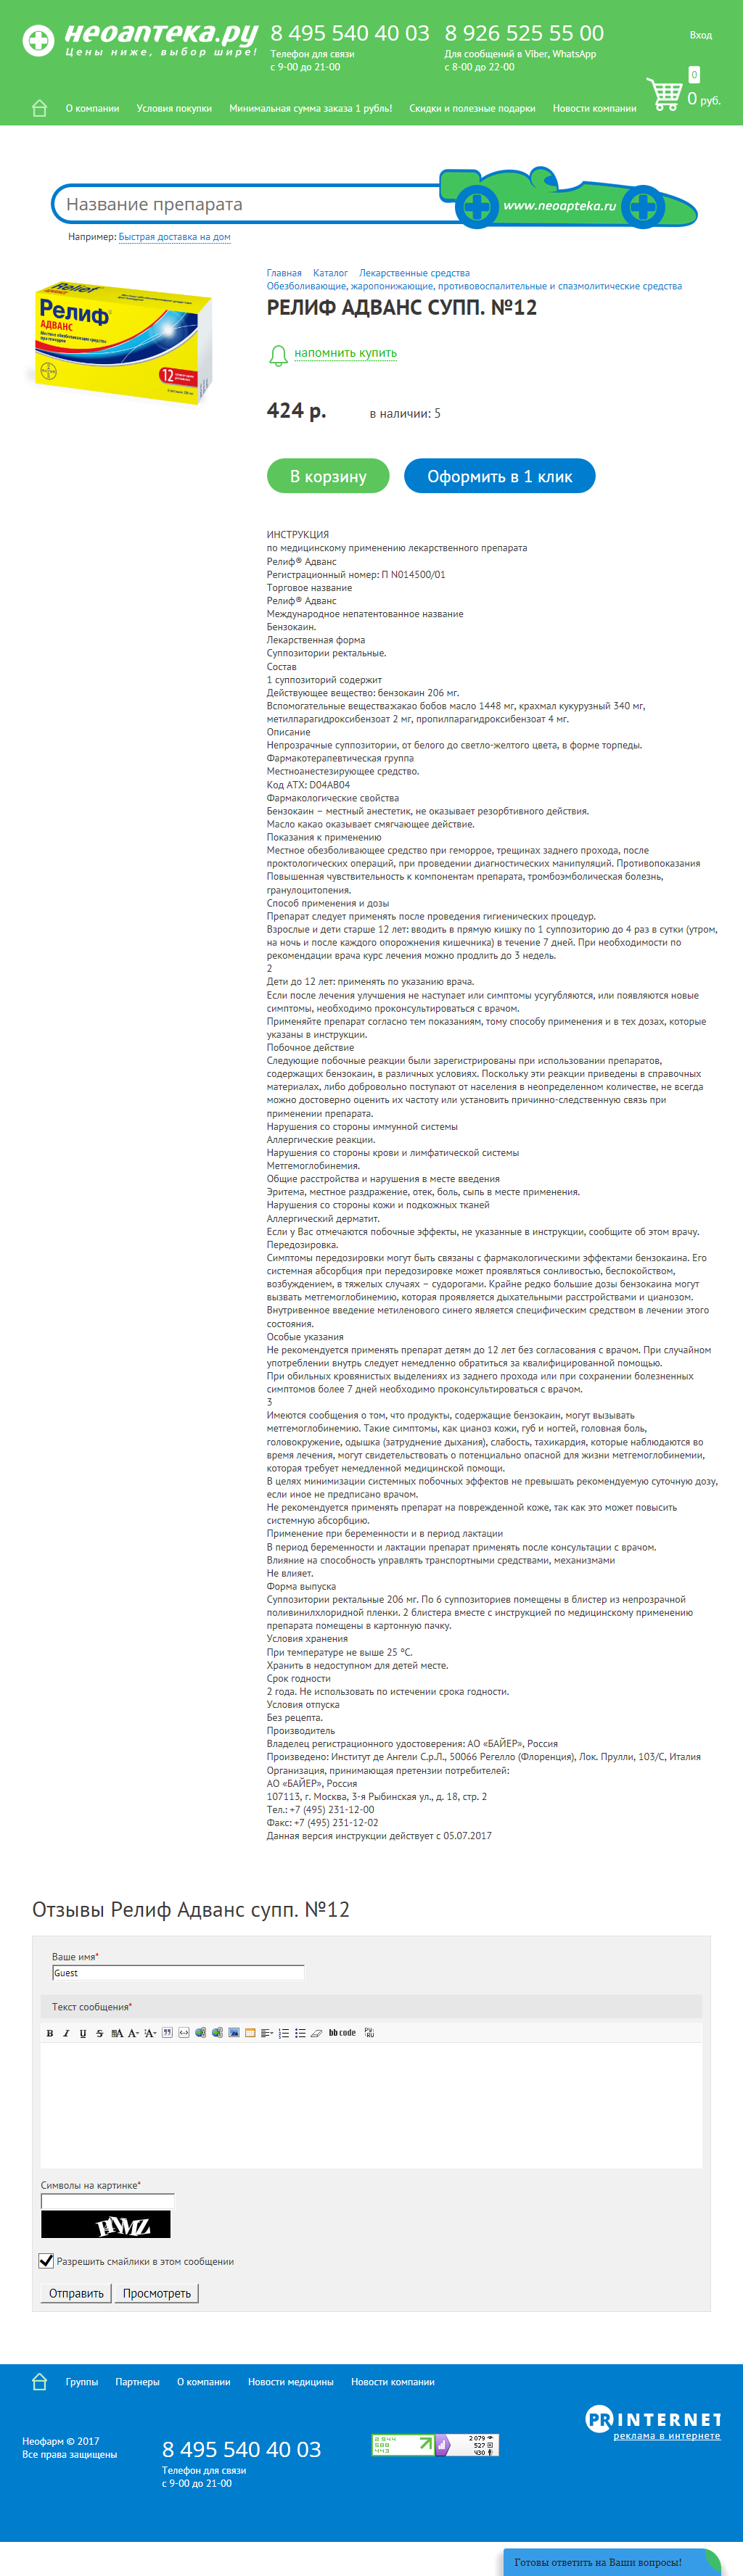 неоаптека.ру
Цены ниже, выбор шире!
8 495 540 40 03
Телефон для связи
с 9-00 до 21-00
8 926 525 55 00
Для сообщений в Viber, WhatsApp
с 8-00 до 22-00
Вход
0
0 руб.
О компании Условия покупки Минимальная сумма заказа 1 рубль! Скидки и полезные подарки Новости компании
Название препарата
www.neoapteka.ru
Например: Быстрая доставка на дом
Relief
Релиф
АДВАНС
12
Главная Каталог Лекарственные средства
Обезболивающие, жаропонижающие, противовоспалительные и спазмолитические средства
РЕЛИФ АДВАНС СУПП. №12
напомнить купить
424 р. в наличии: 5
В корзину Оформить в 1 клик
ИНСТРУКЦИЯ
по медицинскому применению лекарственного препарата
Релиф® Адванс
Регистрационный номер: П N014500/01
Торговое название
Релиф® Адванс
Международное непатентованное название
Бензокаин.
Лекарственная форма
Суппозитории ректальные.
Состав
1 суппозиторий содержит
Действующее вещество: бензокаин 206 мг.
Вспомогательные вещества:какао бобов масло 1448 мг, крахмал кукурузный 340 мг,
метилпарагидроксибензоат 2 мг, пропилпарагидроксибензоат 4 мг.
Описание
Непрозрачные суппозитории, от белого до светло-желтого цвета, в форме торпеды.
Фармакотерапевтическая группа
Местноанестезирующее средство.
Код АТХ: D04AB04
Фармакологические свойства
Бензокаин – местный анестетик, не оказывает резорбтивного действия.
Масло какао оказывает смягчающее действие.
Показания к применению
Местное обезболивающее средство при геморрое, трещинах заднего прохода, после
проктологических операций, при проведении диагностических манипуляций. Противопоказания
Повышенная чувствительность к компонентам препарата, тромбоэмболическая болезнь,
гранулоцитопения.
Способ применения и дозы
Препарат следует применять после проведения гигиенических процедур.
Взрослые и дети старше 12 лет: вводить в прямую кишку по 1 суппозиторию до 4 раз в сутки (утром,
на ночь и после каждого опорожнения кишечника) в течение 7 дней. При необходимости по
рекомендации врача курс лечения можно продлить до 3 недель.
2
Дети до 12 лет: применять по указанию врача.
Если после лечения улучшения не наступает или симптомы усугубляются, или появляются новые
симптомы, необходимо проконсультироваться с врачом.
Применяйте препарат согласно тем показаниям, тому способу применения и в тех дозах, которые
указаны в инструкции.
Побочное действие
Следующие побочные реакции были зарегистрированы при использовании препаратов,
содержащих бензокаин, в различных условиях. Поскольку эти реакции приведены в справочных
материалах, либо добровольно поступают от населения в неопределенном количестве, не всегда
можно достоверно оценить их частоту или установить причинно-следственную связь при
применении препарата.
Нарушения со стороны иммунной системы
Аллергические реакции.
Нарушения со стороны крови и лимфатической системы
Метгемоглобинемия.
Общие расстройства и нарушения в месте введения
Эритема, местное раздражение, отек, боль, сыпь в месте применения.
Нарушения со стороны кожи и подкожных тканей
Аллергический дерматит.
Если у Вас отмечаются побочные эффекты, не указанные в инструкции, сообщите об этом врачу.
Передозировка.
Симптомы передозировки могут быть связаны с фармакологическими эффектами бензокаина. Его
системная абсорбция при передозировке может проявляться сонливостью, беспокойством,
возбуждением, в тяжелых случаях – судорогами. Крайне редко большие дозы бензокаина могут
вызвать метгемоглобинемию, которая проявляется дыхательными расстройствами и цианозом.
Внутривенное введение метиленового синего является специфическим средством в лечении этого
состояния.
Особые указания
Не рекомендуется применять препарат детям до 12 лет без согласования с врачом. При случайном
употреблении внутрь следует немедленно обратиться за квалифицированной помощью.
При обильных кровянистых выделениях из заднего прохода или при сохранении болезненных
симптомов более 7 дней необходимо проконсультироваться с врачом.
3
Имеются сообщения о том, что продукты, содержащие бензокаин, могут вызывать
метгемоглобинемию. Такие симптомы, как цианоз кожи, губ и ногтей, головная боль,
головокружение, одышка (затруднение дыхания), слабость, тахикардия, которые наблюдаются во
время лечения, могут свидетельствовать о потенциально опасной для жизни метгемоглобинемии,
которая требует немедленной медицинской помощи.
В целях минимизации системных побочных эффектов не превышать рекомендуемую суточную дозу,
если иное не предписано врачом.
Не рекомендуется применять препарат на поврежденной коже, так как это может повысить
системную абсорбцию.
Применение при беременности и в период лактации
В период беременности и лактации препарат применять после консультации с врачом.
Влияние на способность управлять транспортными средствами, механизмами
Не влияет.
Форма выпуска
Суппозитории ректальные 206 мг. По 6 суппозиториев помещены в блистер из непрозрачной
поливинилхлоридной пленки. 2 блистера вместе с инструкцией по медицинскому применению
препарата помещены в картонную пачку.
Условия хранения
При температуре не выше 25 °C.
Хранить в недоступном для детей месте.
Срок годности
2 года. Не использовать по истечении срока годности.
Условия отпуска
Без рецепта.
Производитель
Владелец регистрационного удостоверения: АО «БАЙЕР», Россия
Произведено: Институт де Ангели С.р.Л., 50066 Регелло (Флоренция), Лок. Прулли, 103/С, Италия
Организация, принимающая претензии потребителей:
АО «БАЙЕР», Россия
107113, г. Москва, 3-я Рыбинская ул., д. 18, стр. 2
Тел.: +7 (495) 231-12-00
Факс: +7 (495) 231-12-02
Данная версия инструкции действует с 05.07.2017
Отзывы Релиф Адванс супп. №12
Ваше имя*
Guest
Текст сообщения*
bb code
Символы на картинке*
Разрешить смайлики в этом сообщении
Отправить Просмотреть
Группы Партнеры О компании Новости медицины Новости компании
PR INTERNET
реклама в интернете
Неофарм © 2017
Все права защищены
8 495 540 40 03
Телефон для связи
с 9-00 до 21-00
2 079
527
430
Готовы ответить на Ваши вопросы!